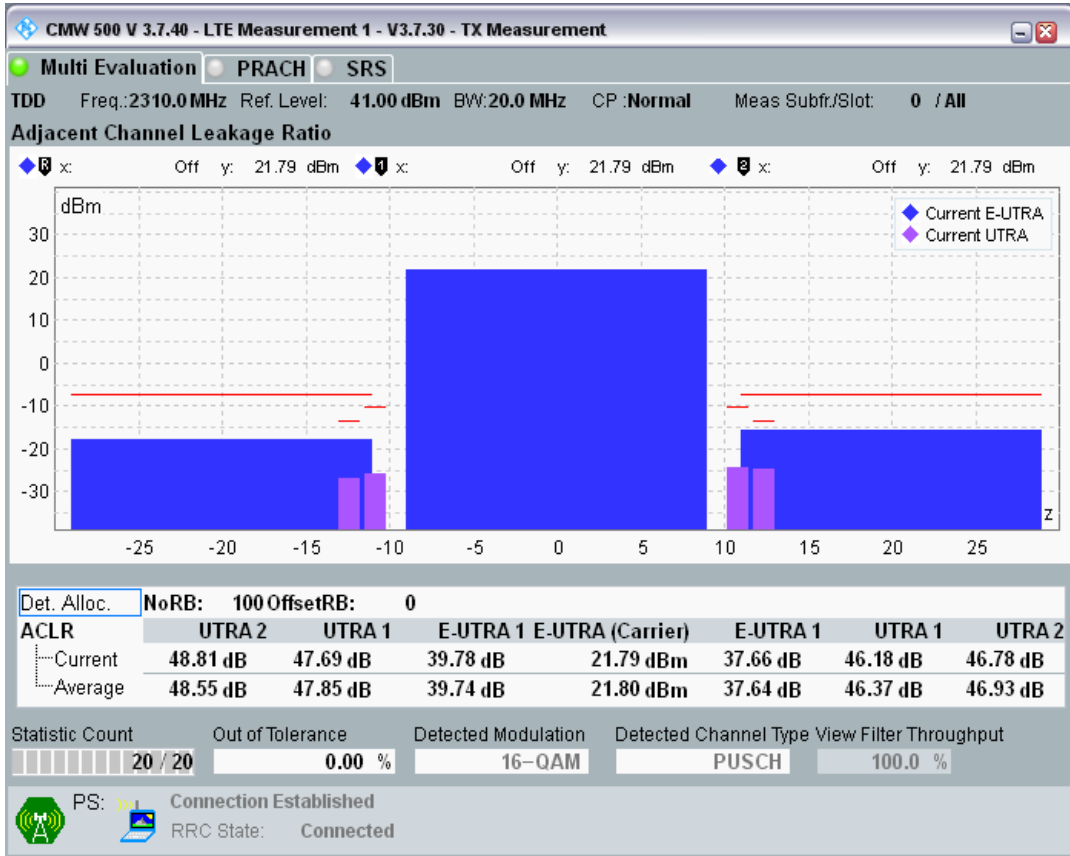 CMW 500 V 3.7.40 - LTE Measurement 1 - V3.7.30 - TX Measurement
Multi Evaluation PRACH SRS
TDD Freq.:2310.0 MHz Ref. Level: 41.00 dBm BW:20.0 MHz CP :Normal Meas Subfr./Slot: 0 / All
Adjacent Channel Leakage Ratio
R x: Off y: 21.79 dBm 1 x: Off y: 21.79 dBm 2 x: Off y: 21.79 dBm
dBm
Current E-UTRA
Current UTRA
30
20
10
0
-10
-20
-30
z
-25 -20 -15 -10 -5 0 5 10 15 20 25
Det. Alloc. NoRB: 100 OffsetRB: 0
ACLR UTRA 2 UTRA 1 E-UTRA 1 E-UTRA (Carrier) E-UTRA 1 UTRA 1 UTRA 2
Current 48.81 dB 47.69 dB 39.78 dB 21.79 dBm 37.66 dB 46.18 dB 46.78 dB
Average 48.55 dB 47.85 dB 39.74 dB 21.80 dBm 37.64 dB 46.37 dB 46.93 dB
Statistic Count Out of Tolerance Detected Modulation Detected Channel Type View Filter Throughput
20 / 20 0.00 % 16-QAM PUSCH 100.0 %
PS: Connection Established
RRC State: Connected